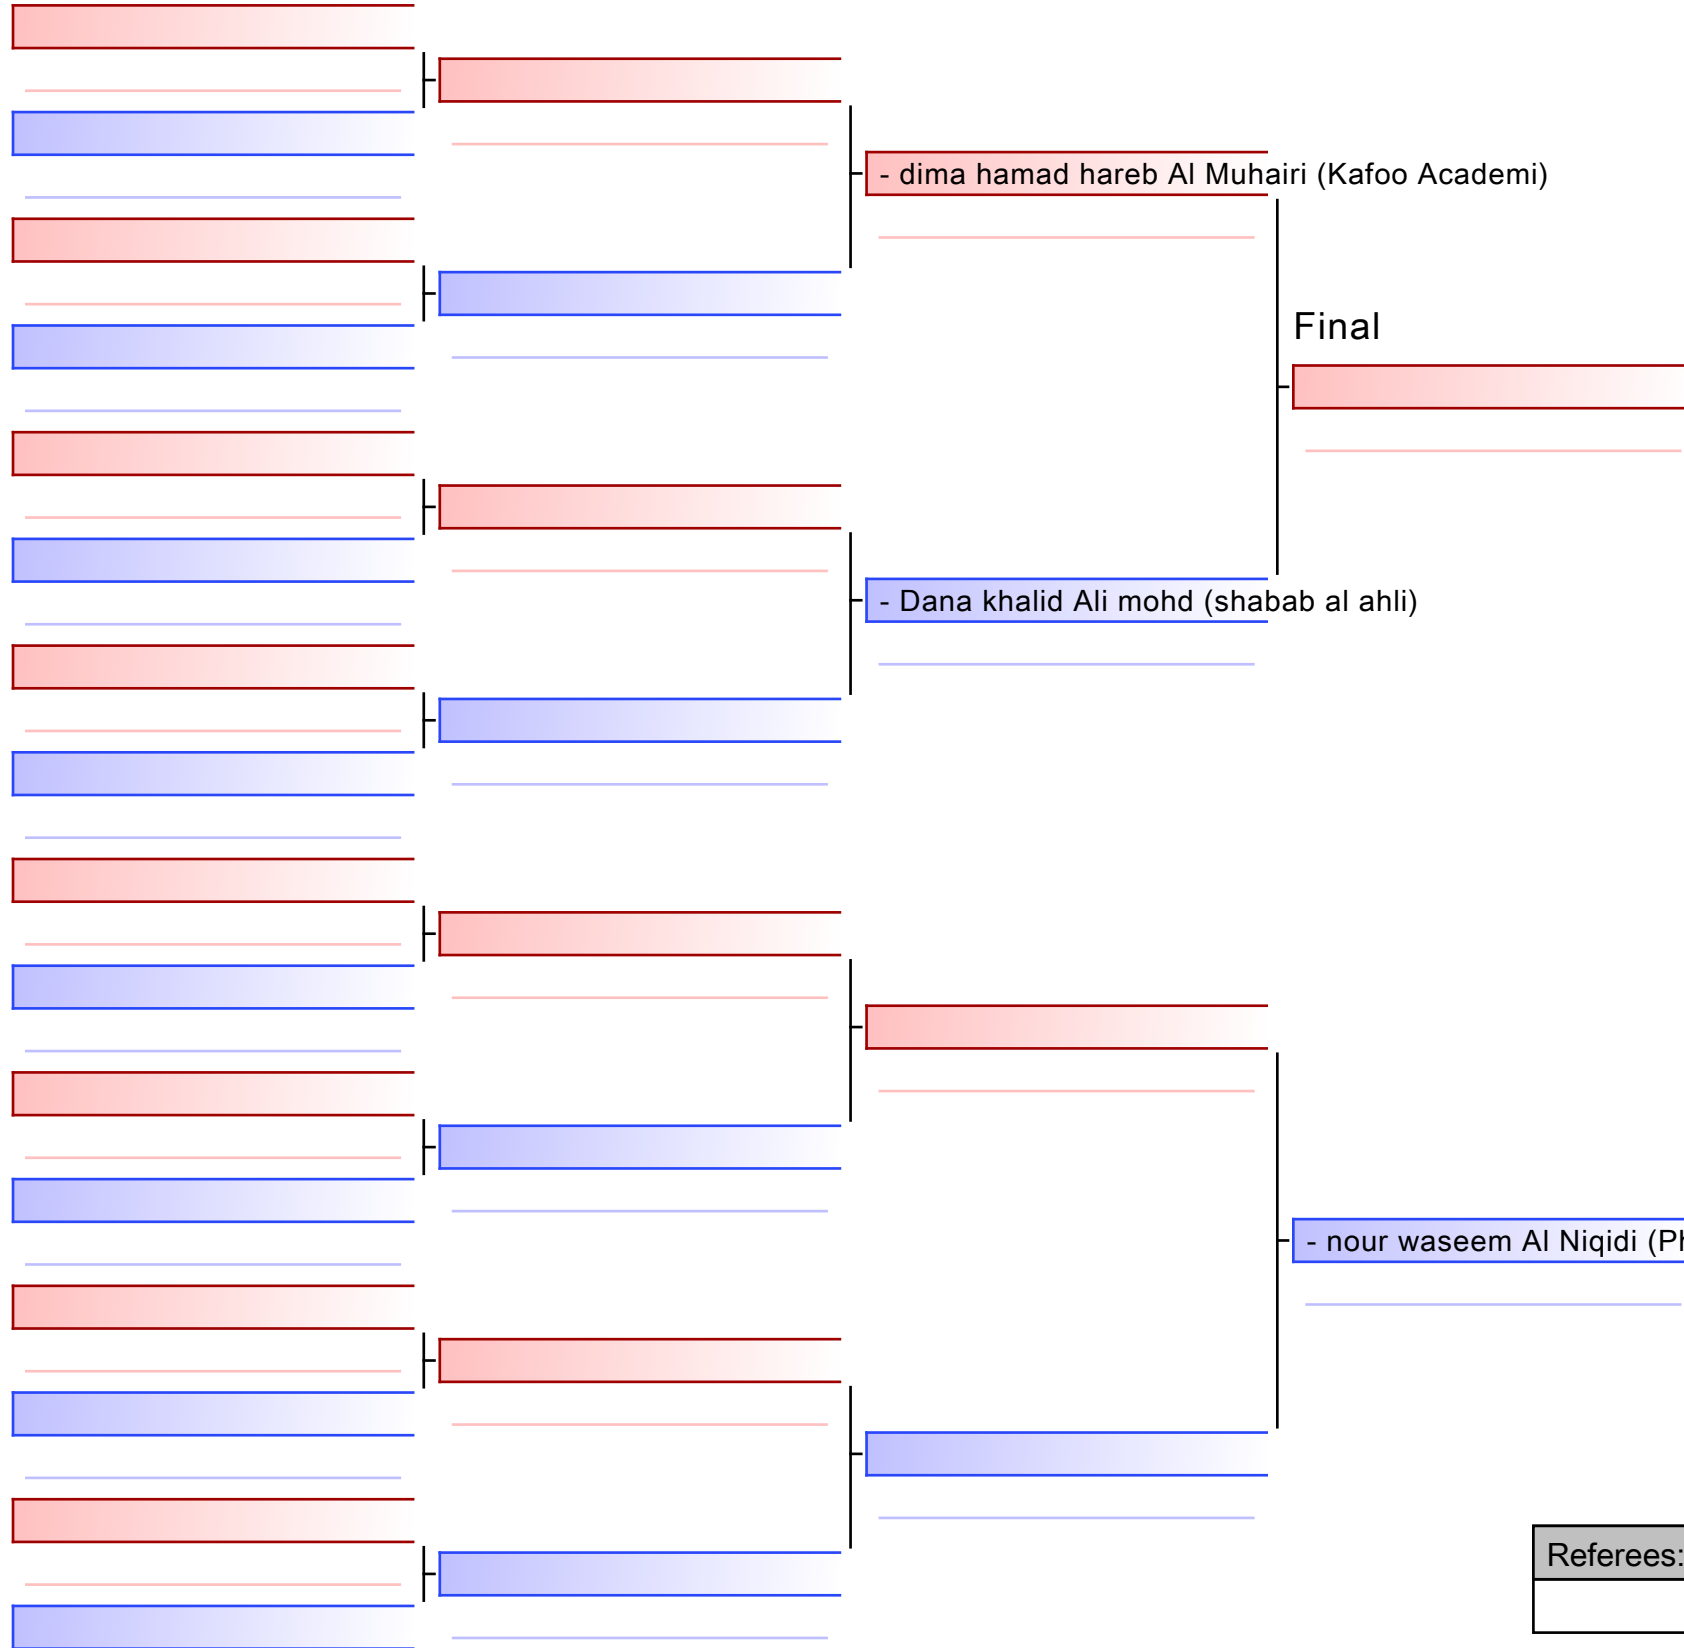 - dima hamad hareb Al Muhairi (Kafoo Academi)
Final
- Dana khalid Ali mohd (shabab al ahli)
- nour waseem Al Niqidi
Referees: